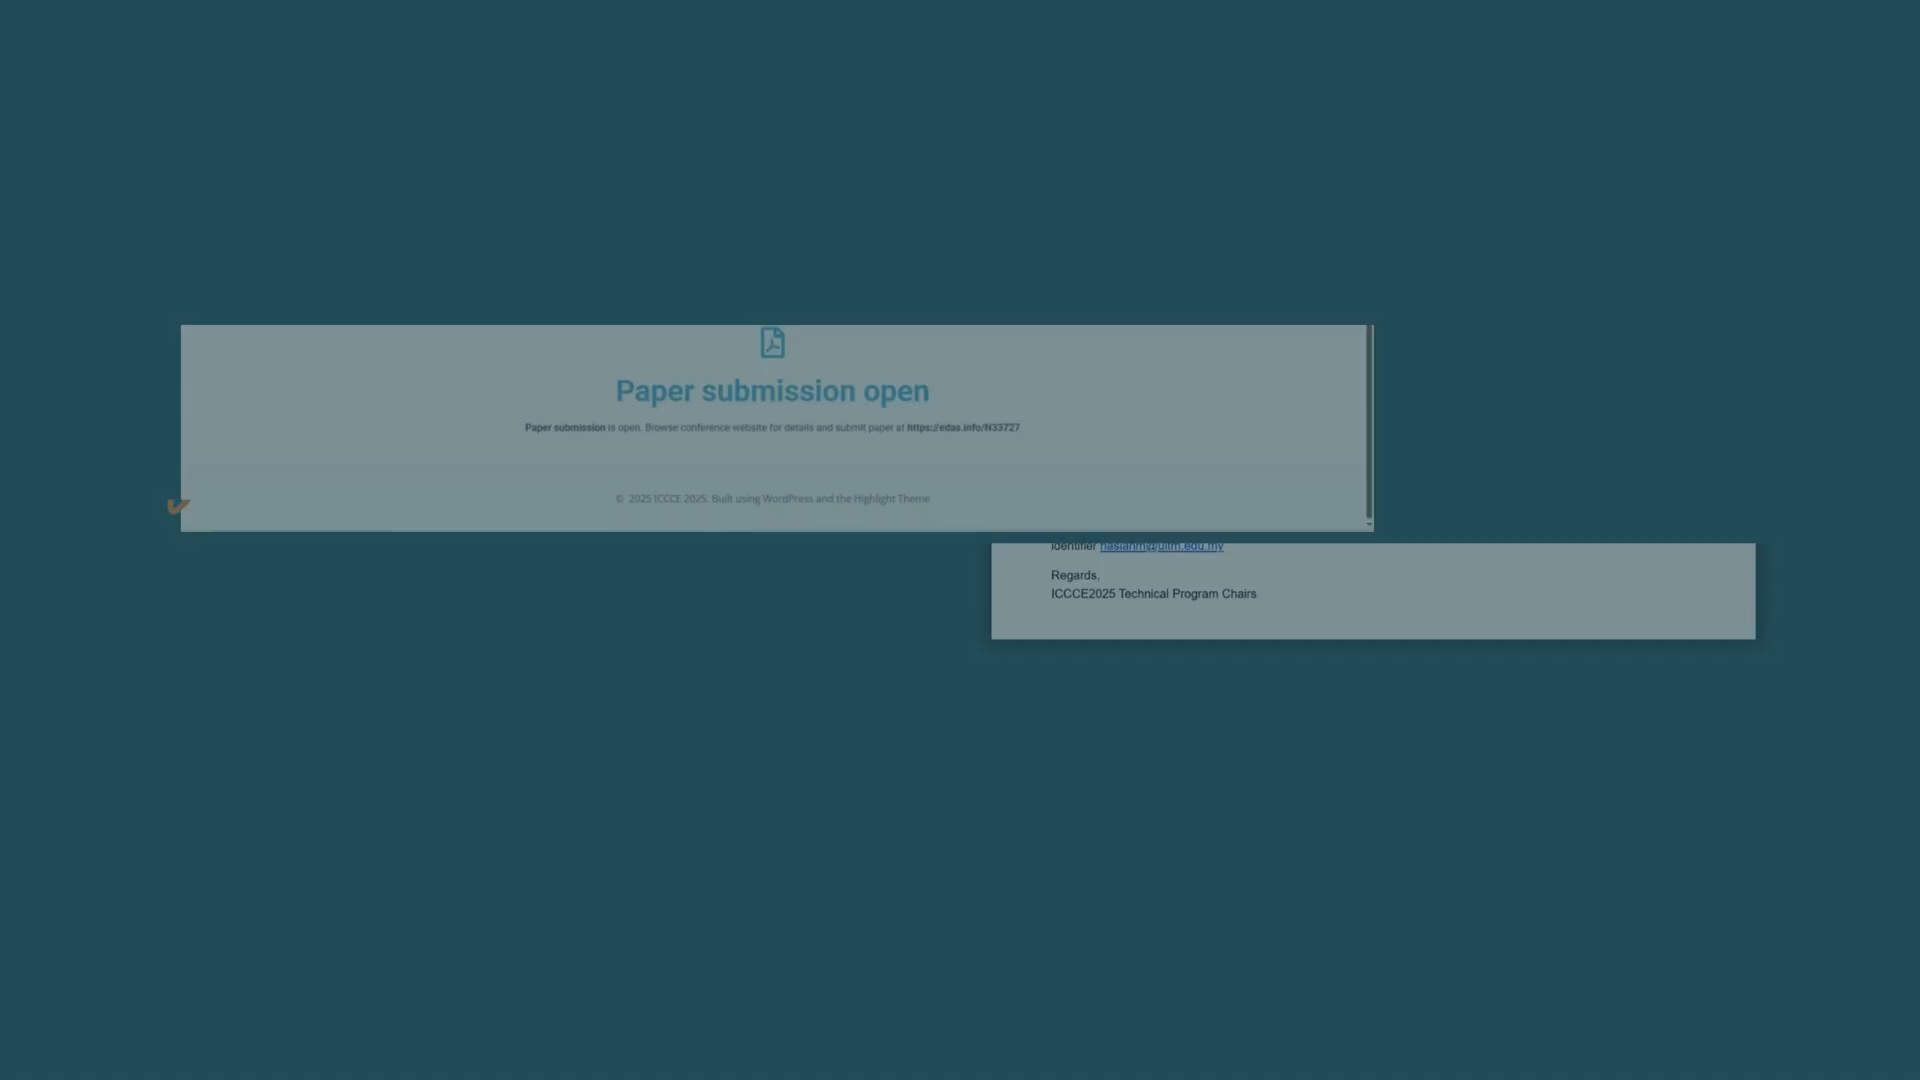 Paper submission open
Paper submission is open. Browse conference website for details and submit paper at https://edas.info/N33727
© 2025 ICCCE 2025. Built using WordPress and the Highlight Theme
identifier
Regards,
ICCCE2025 Technical Program Chairs